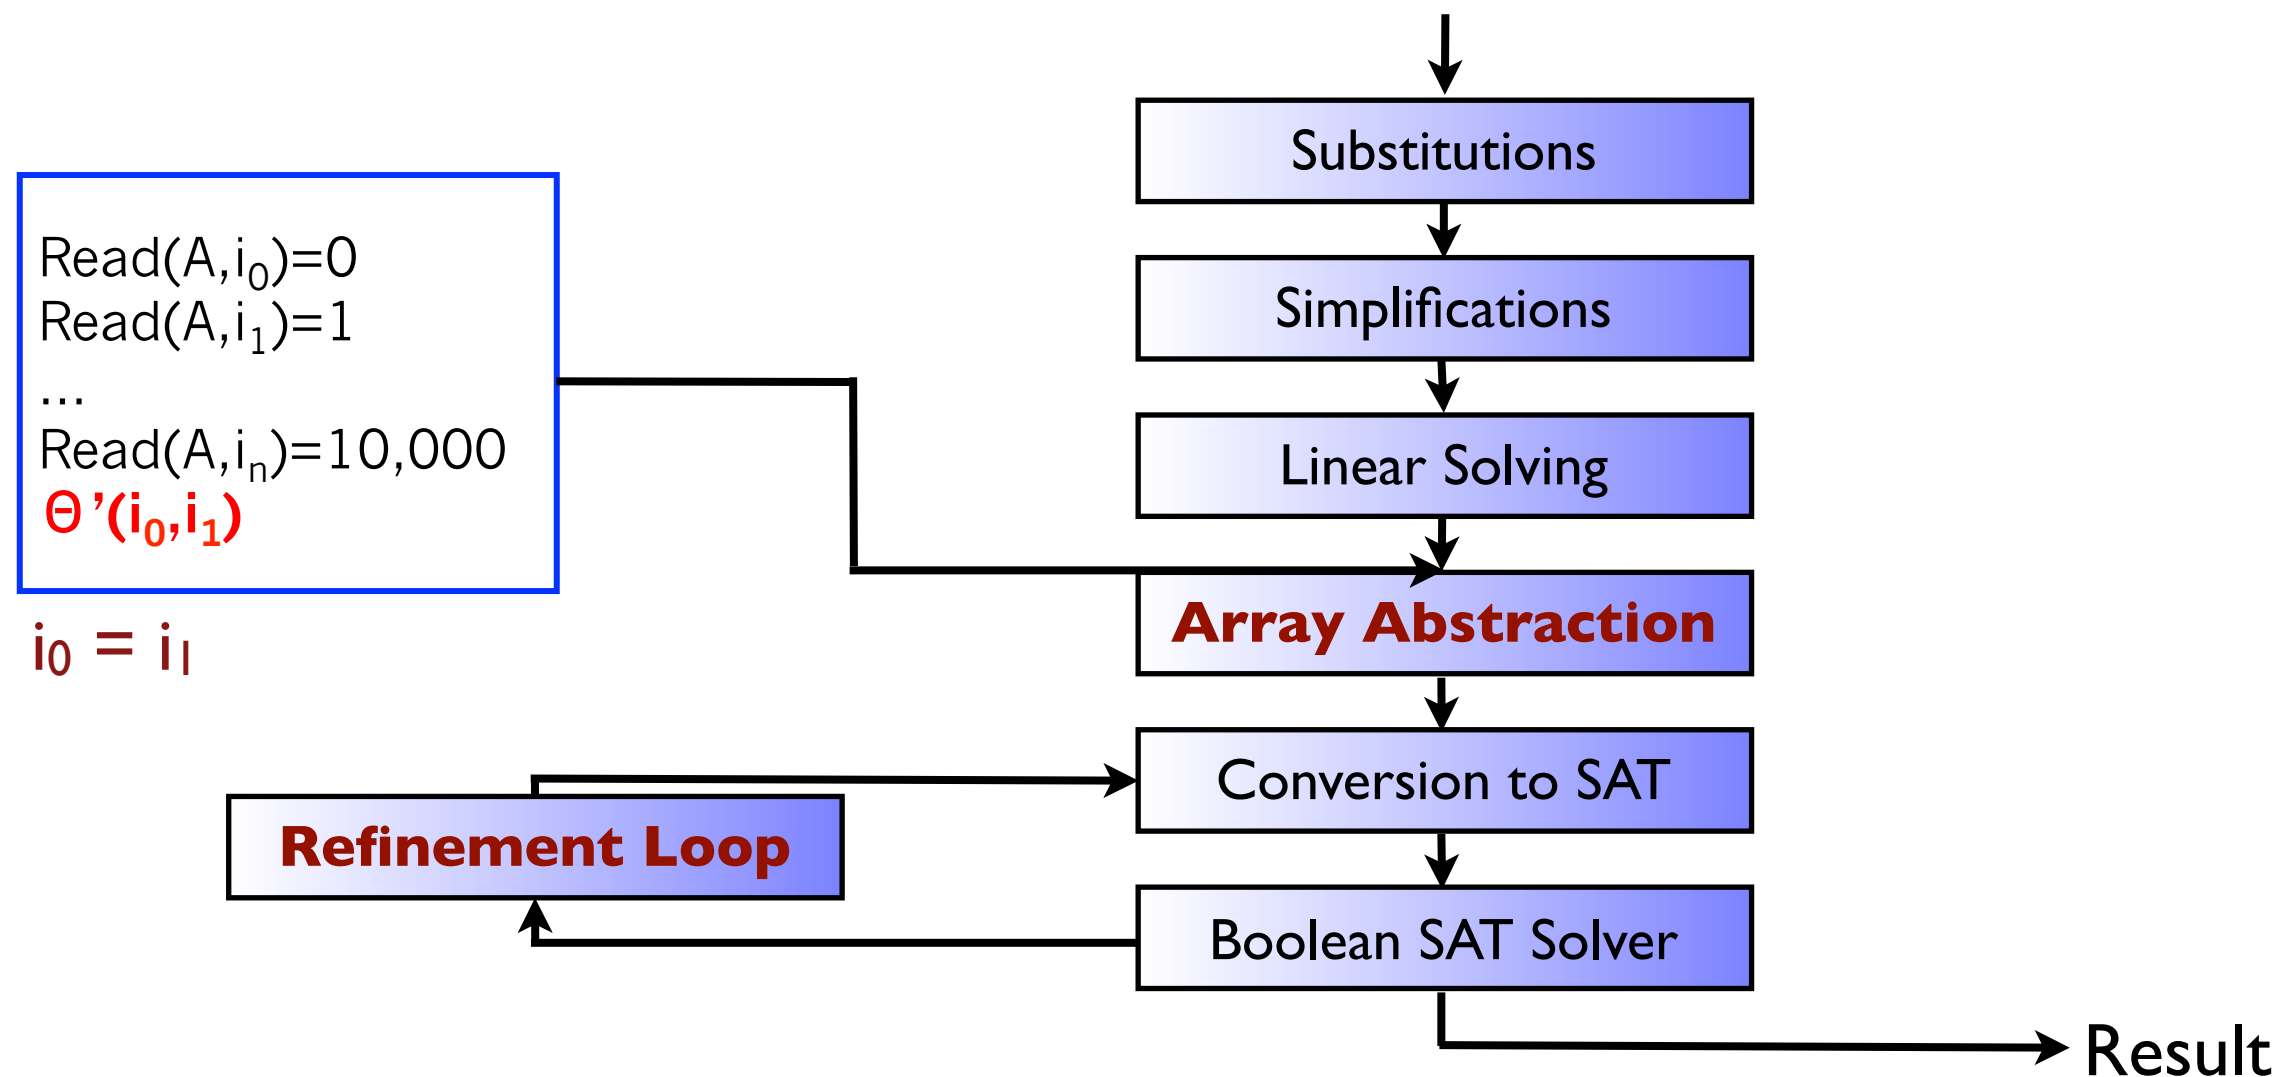 Substitutions
Simplifications
Linear Solving
Array Abstraction
Conversion to SAT
Boolean SAT Solver
Result
Read(A,i₀)=0
Read(A,i₁)=1
...
Read(A,iₙ)=10,000
Θ’(i₀,i₁)
i₀ = i₁
Refinement Loop